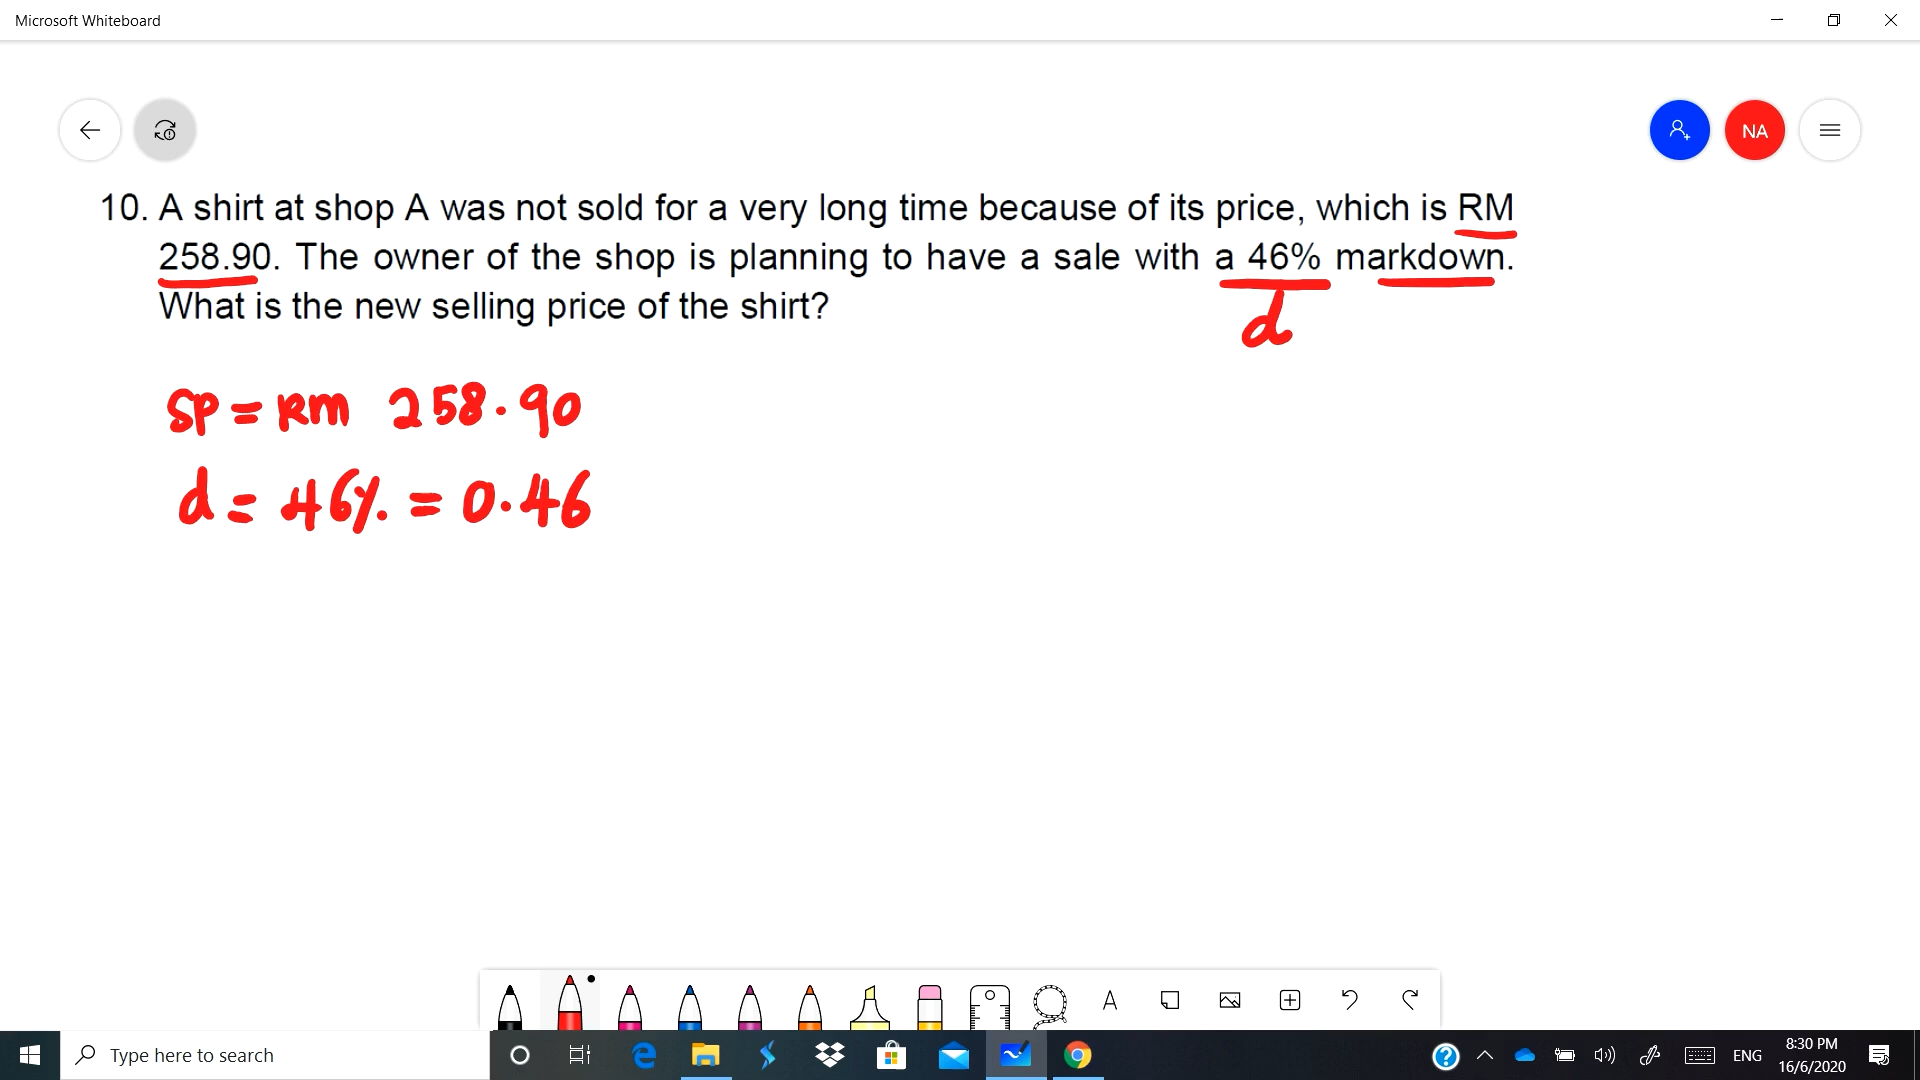 Microsoft Whiteboard
NA
10. A shirt at shop A was not sold for a very long time because of its price, which is RM
258.90. The owner of the shop is planning to have a sale with a 46% markdown.
What is the new selling price of the shirt?
d
SP = RM 258.90
d = 46% = 0.46
A
Type here to search
ENG
8:30 PM
16/6/2020